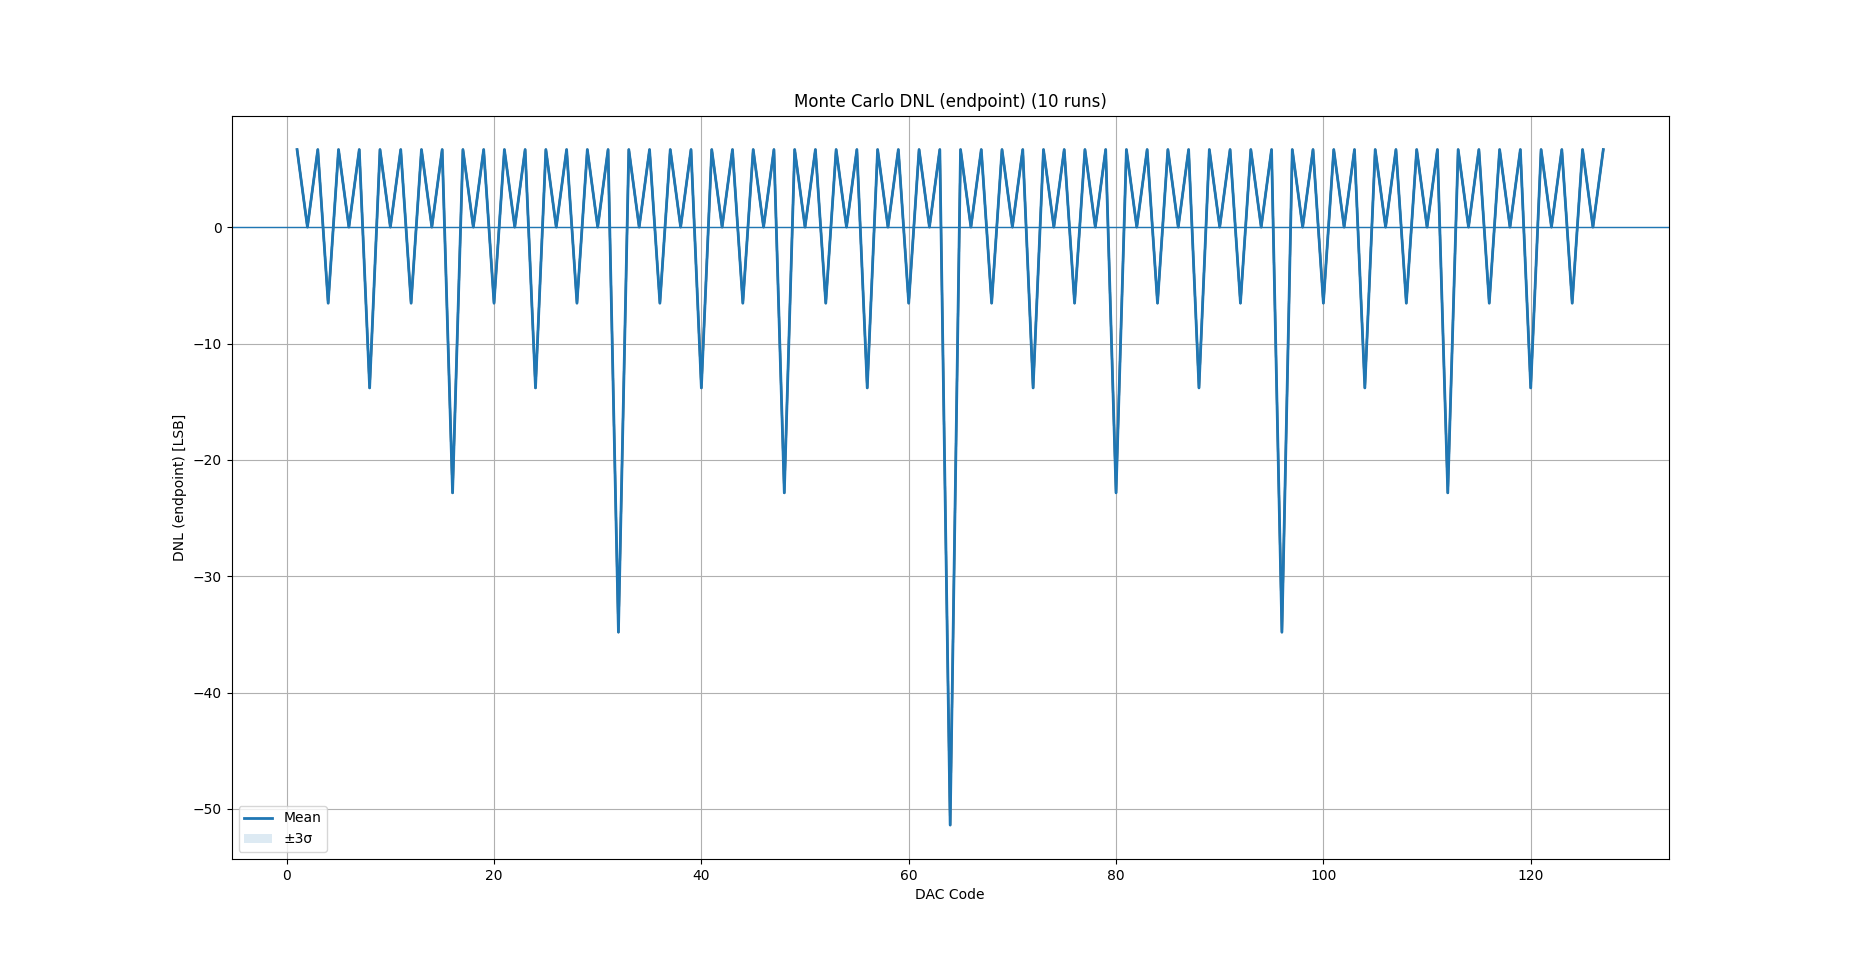 Monte Carlo DNL (endpoint) (10 runs)
DNL (endpoint) [LSB]
0
−10
−20
−30
−40
−50
Mean
±3σ
0 20 40 60 80 100 120
DAC Code